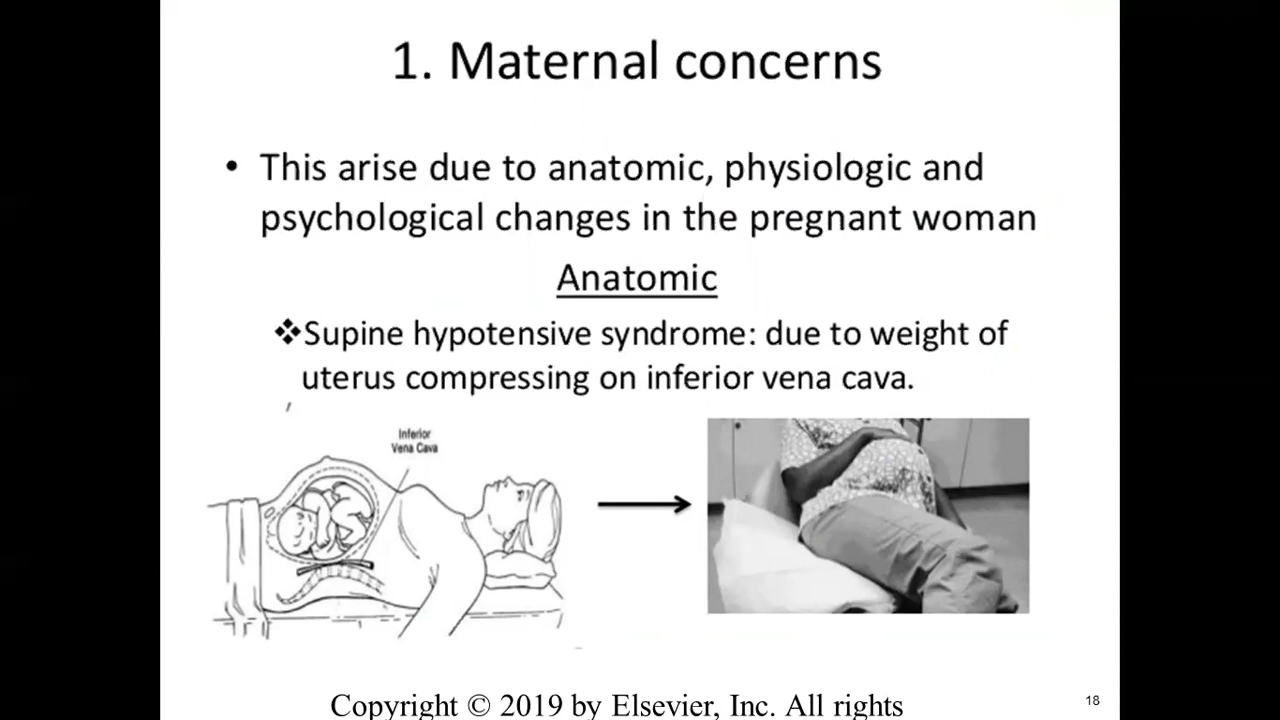 1. Maternal concerns
• This arise due to anatomic, physiologic and
psychological changes in the pregnant woman
Anatomic
❖Supine hypotensive syndrome: due to weight of
uterus compressing on inferior vena cava.
Inferior
Vena Cava
Copyright © 2019 by Elsevier, Inc. All rights
18